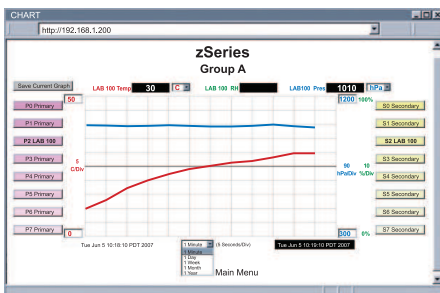 CHART
http://192.168.1.200
zSeries
Group A
Save Current Graph
LAB 100 Temp 30 C LAB 100 RH LAB100 Pres 1010 hPa
50 1200 100%
P0 Primary S0 Secondary
P1 Primary S1 Secondary
P2 LAB 100 S2 LAB 100
P3 Primary 5 C/Div 90 hPa/Div 10 %/Div S3 Secondary
P4 Primary S4 Secondary
P5 Primary S5 Secondary
P6 Primary S6 Secondary
P7 Primary 0 300 0% S7 Secondary
Tue Jun 5 10:18:10 PDT 2007 1 Minute (5 Seconds/Div) Tue Jun 5 10:19:10 PDT 2007
1 Minute
1 Day
1 Week
1 Month
1 Year
Main Menu